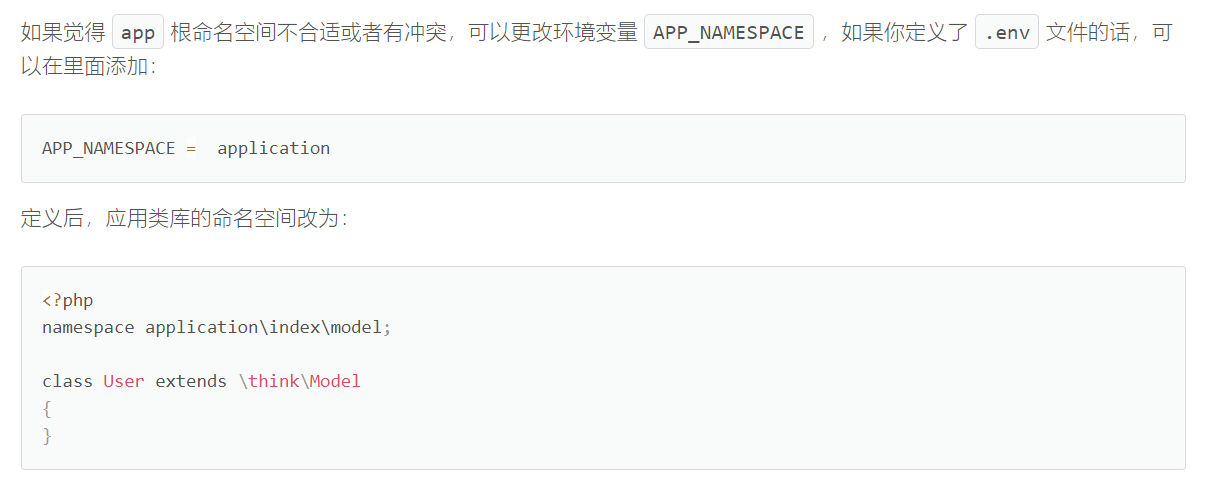 如果觉得 app 根命名空间不合适或者有冲突，可以更改环境变量 APP_NAMESPACE ，如果你定义了 .env 文件的话，可
以在里面添加：
APP_NAMESPACE =  application
定义后，应用类库的命名空间改为：
<?php
namespace application\index\model;
class User extends \think\Model
{
}